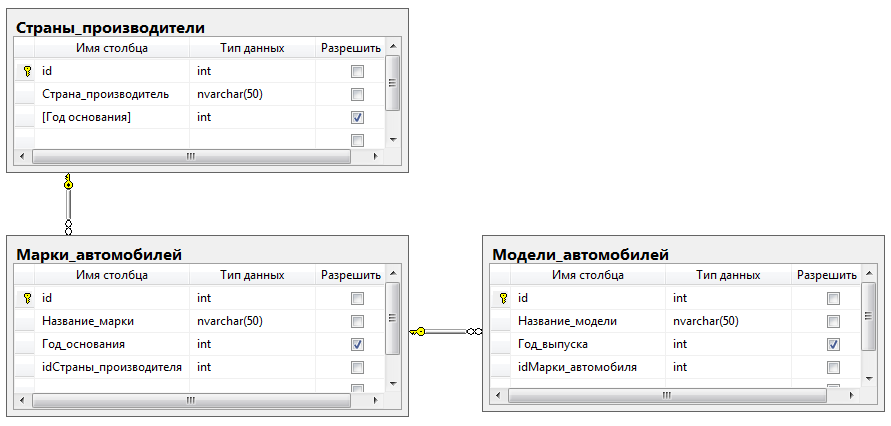 Страны_производители
Имя столбца Тип данных Разрешить
id int
Страна_производитель nvarchar(50)
[Год основания] int
Марки_автомобилей
Имя столбца Тип данных Разрешить
id int
Название_марки nvarchar(50)
Год_основания int
idСтраны_производителя int
Модели_автомобилей
Имя столбца Тип данных Разрешить
id int
Название_модели nvarchar(50)
Год_выпуска int
idМарки_автомобиля int